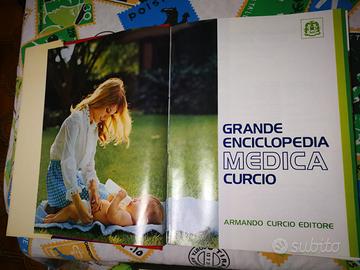 GRANDE
ENCICLOPEDIA
MEDICA
CURCIO
ARMANDO CURCIO EDITORE
subito